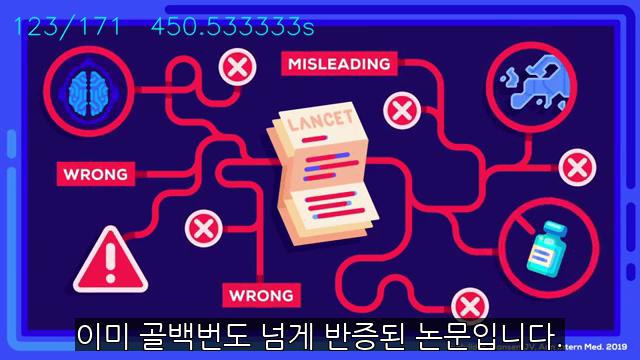 123/171 450.533333s
MISLEADING
LANCET
WRONG
WRONG
이미 골백번도 넘게 반증된 논문입니다.
Intern Med. 2019